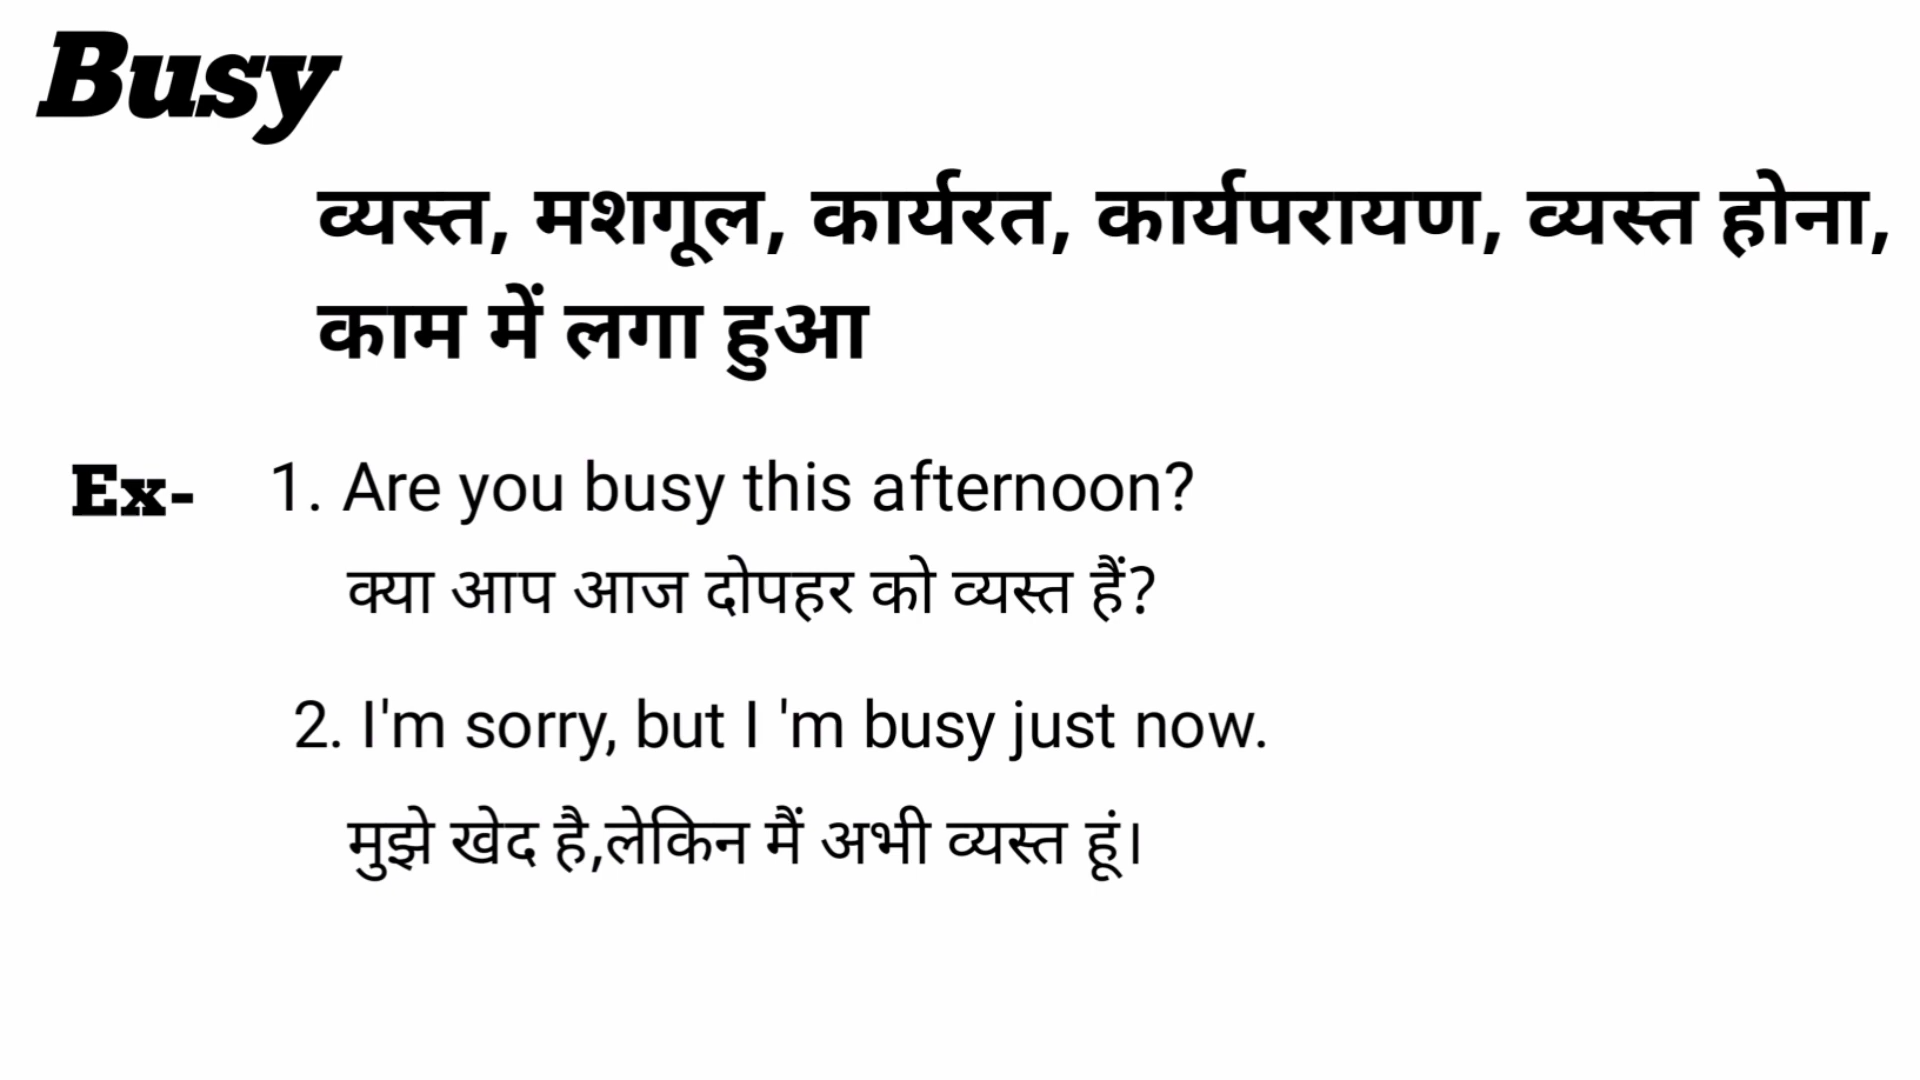 Busy
व्यस्त, मशगूल, कार्यरत, कार्यपरायण, व्यस्त होना,
काम में लगा हुआ
Ex- 1. Are you busy this afternoon?
क्या आप आज दोपहर को व्यस्त हैं?
2. I'm sorry, but I 'm busy just now.
मुझे खेद है,लेकिन मैं अभी व्यस्त हूं।